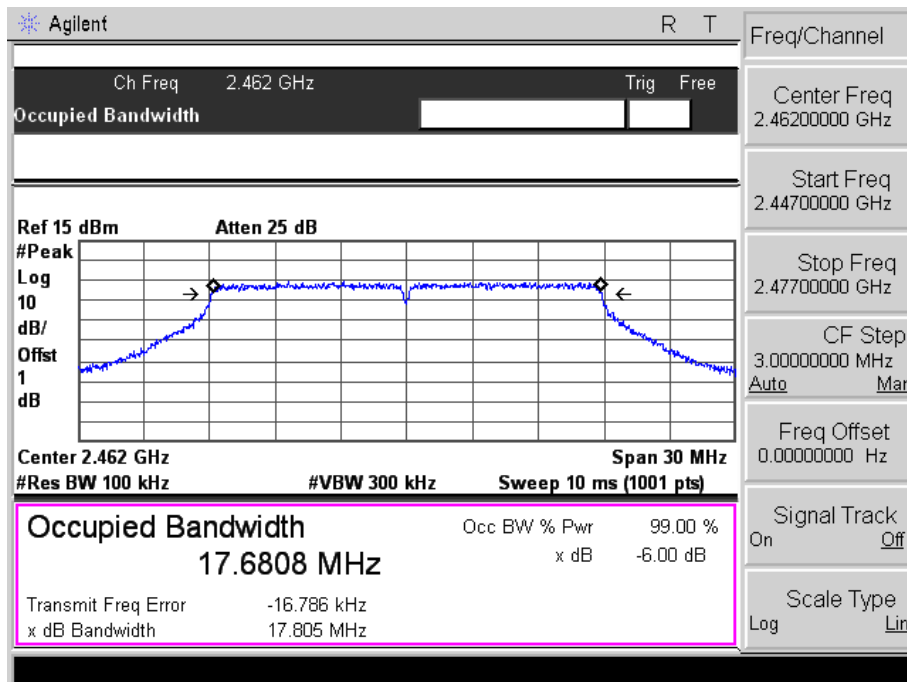 Agilent R T
Ch Freq 2.462 GHz Trig Free
Occupied Bandwidth
Ref 15 dBm Atten 25 dB
#Peak
Log
10
dB/
Offst
1
dB
Center 2.462 GHz Span 30 MHz
#Res BW 100 kHz #VBW 300 kHz Sweep 10 ms (1001 pts)
Occupied Bandwidth Occ BW % Pwr 99.00 %
17.6808 MHz x dB -6.00 dB
Transmit Freq Error -16.786 kHz
x dB Bandwidth 17.805 MHz
Freq/Channel
Center Freq
2.46200000 GHz
Start Freq
2.44700000 GHz
Stop Freq
2.47700000 GHz
CF Step
3.00000000 MHz
Auto Man
Freq Offset
0.00000000 Hz
Signal Track
On Off
Scale Type
Log Lin